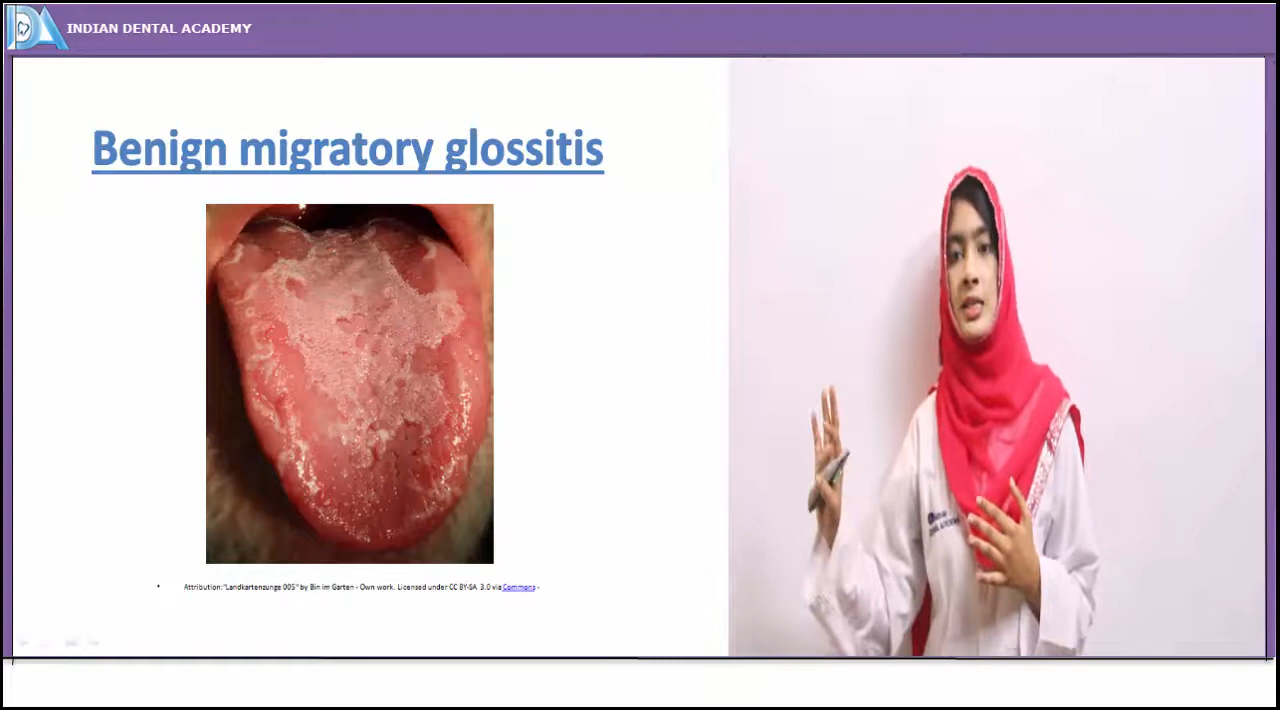 INDIAN DENTAL ACADEMY
Benign migratory glossitis
• Attribution:"Landkartenzunge 005" by Bin im Garten - Own work. Licensed under CC BY-SA 3.0 via Commons -